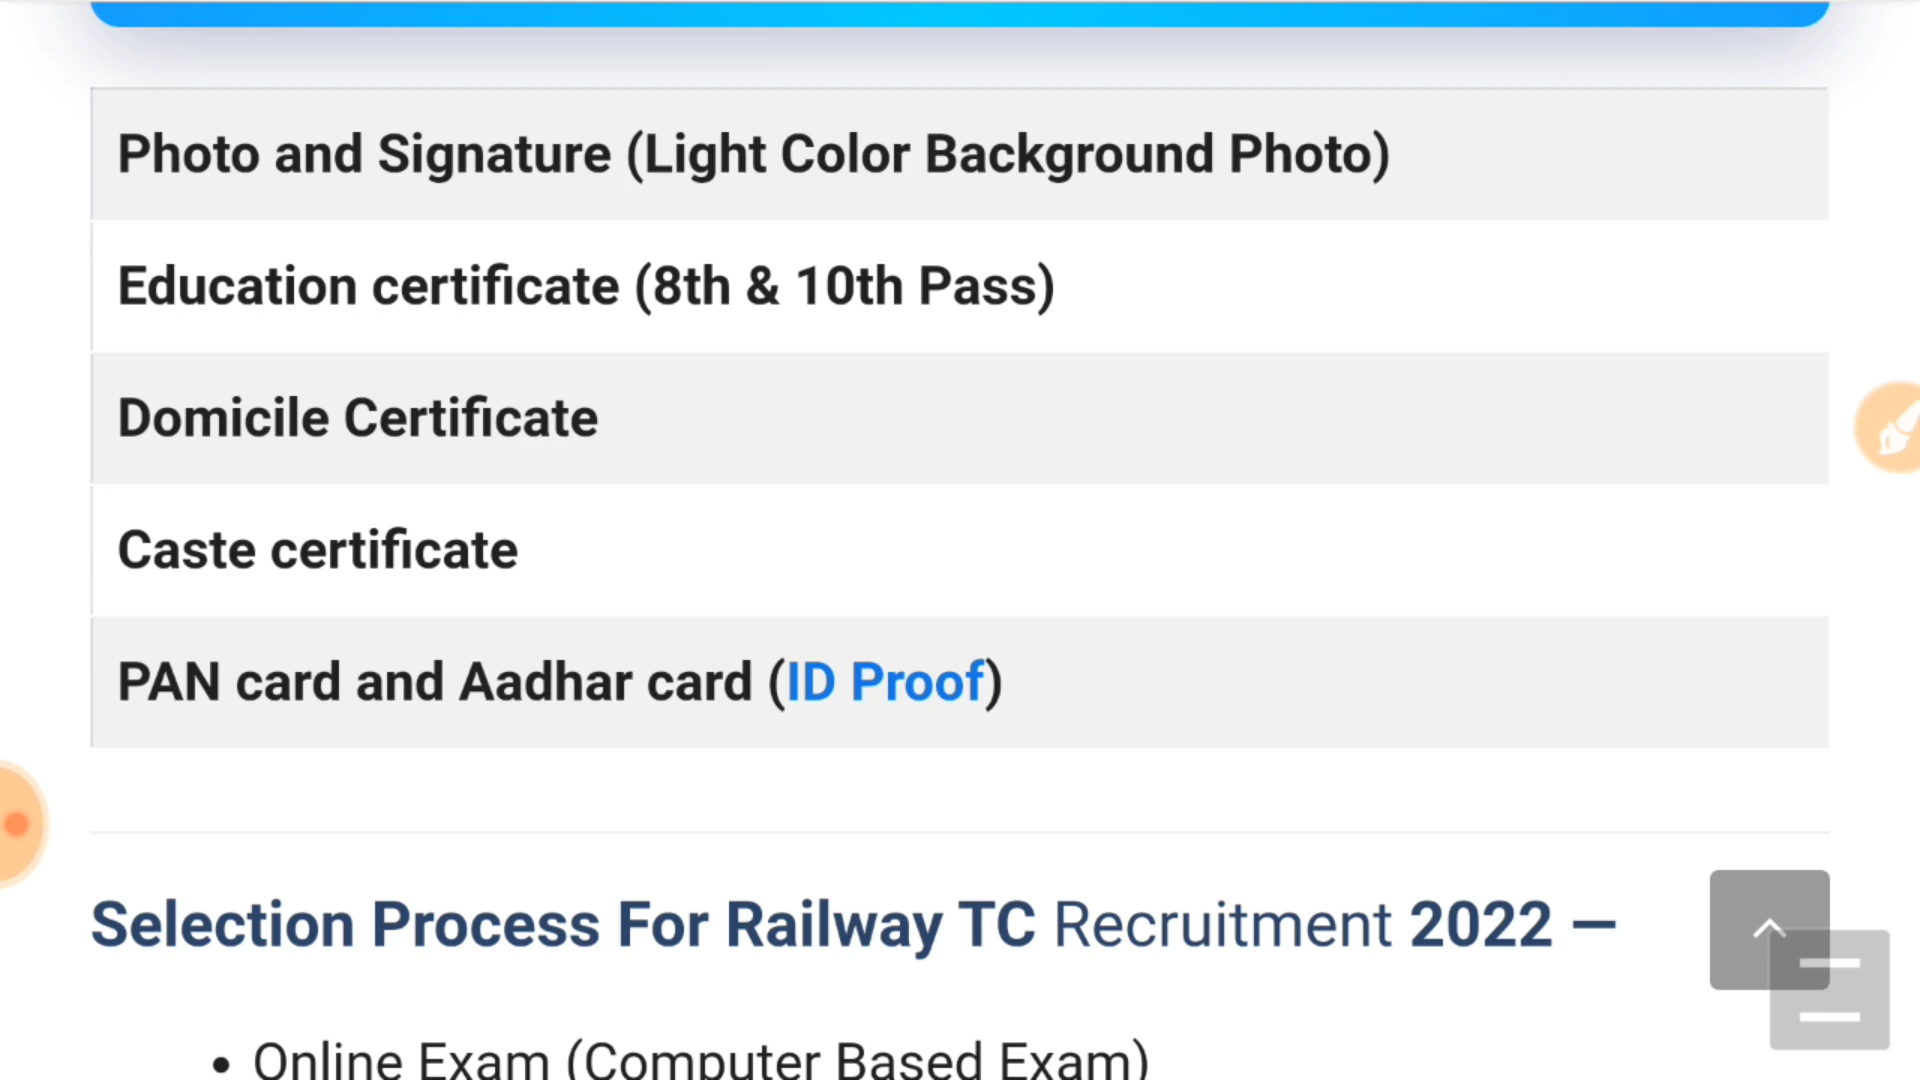 Photo and Signature (Light Color Background Photo)
Education certificate (8th & 10th Pass)
Domicile Certificate
Caste certificate
PAN card and Aadhar card (ID Proof)
Selection Process For Railway TC Recruitment 2022 –
• Online Exam (Computer Based Exam)